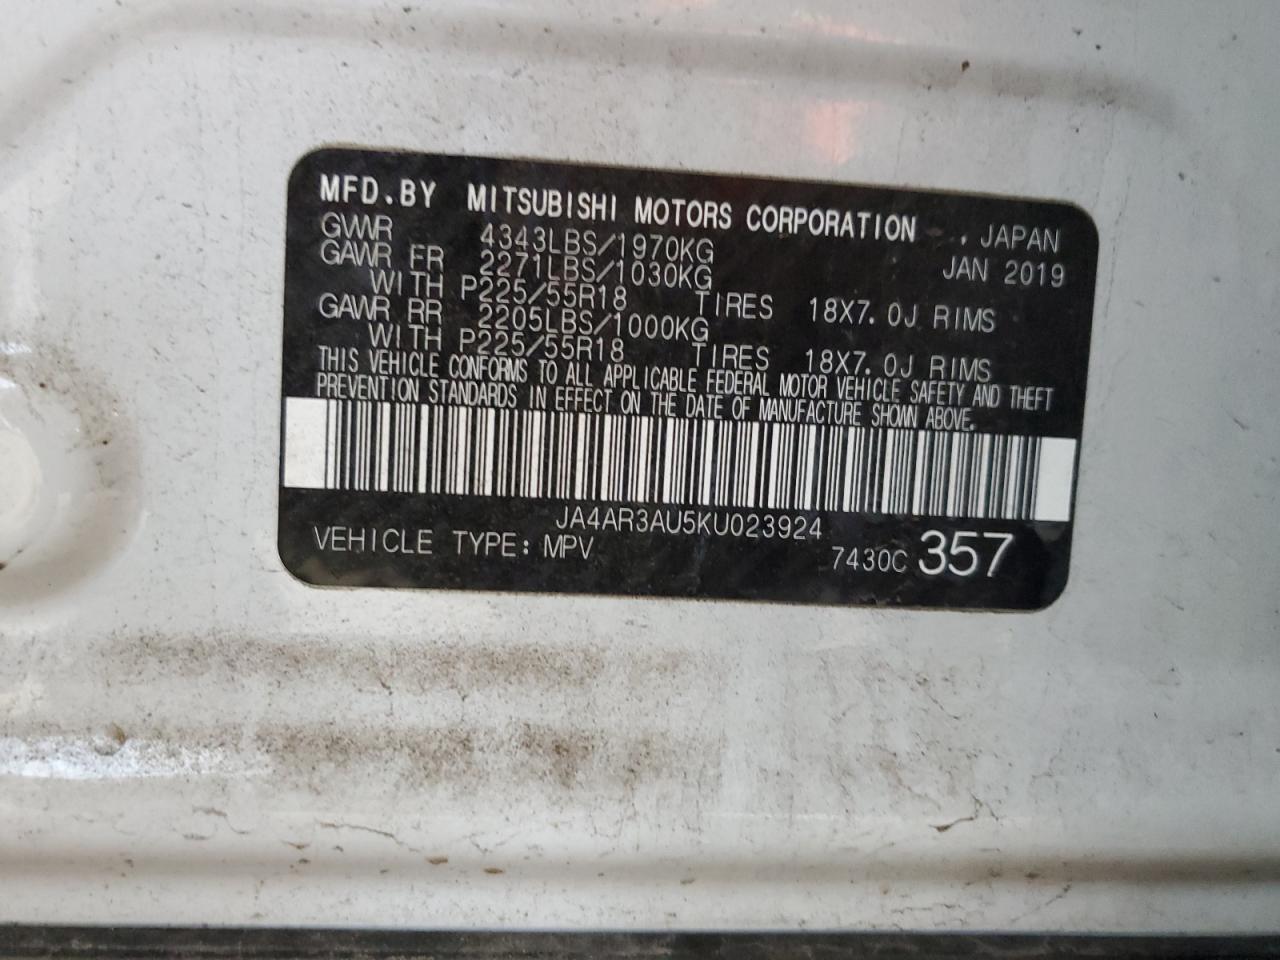 MFD.BY MITSUBISHI MOTORS CORPORATION , JAPAN
GWWR 4343LBS/1970KG JAN 2019
GAWR FR 2271LBS/1030KG
WITH P225/55R18 TIRES 18X7.0J RIMS
GAWR RR 2205LBS/1000KG
WITH P225/55R18 TIRES 18X7.0J RIMS
THIS VEHICLE CONFORMS TO ALL APPLICABLE FEDERAL MOTOR VEHICLE SAFETY AND THEFT
PREVENTION STANDARDS IN EFFECT ON THE DATE OF MANUFACTURE SHOWN ABOVE.
JA4AR3AU5KU023924
VEHICLE TYPE: MPV 7430C 357